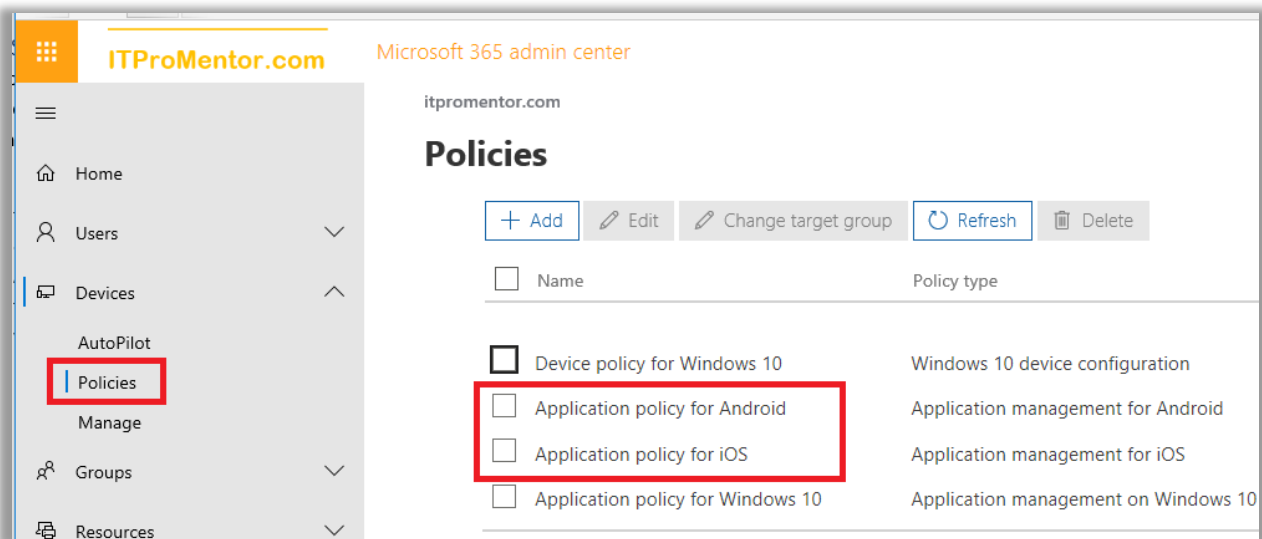 ITProMentor.com
Microsoft 365 admin center
itpromentor.com
Policies
Home
Users
Devices
AutoPilot
Policies
Manage
Groups
Resources
Add Edit Change target group Refresh Delete
Name Policy type
Device policy for Windows 10 Windows 10 device configuration
Application policy for Android Application management for Android
Application policy for iOS Application management for iOS
Application policy for Windows 10 Application management on Windows 10